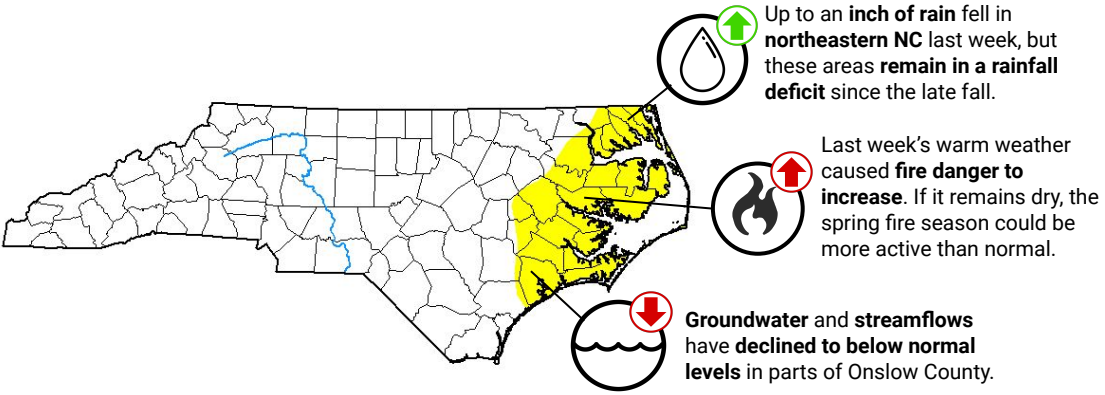 Up to an inch of rain fell in
northeastern NC last week, but
these areas remain in a rainfall
deficit since the late fall.
Last week’s warm weather
caused fire danger to
increase. If it remains dry, the
spring fire season could be
more active than normal.
Groundwater and streamflows
have declined to below normal
levels in parts of Onslow County.